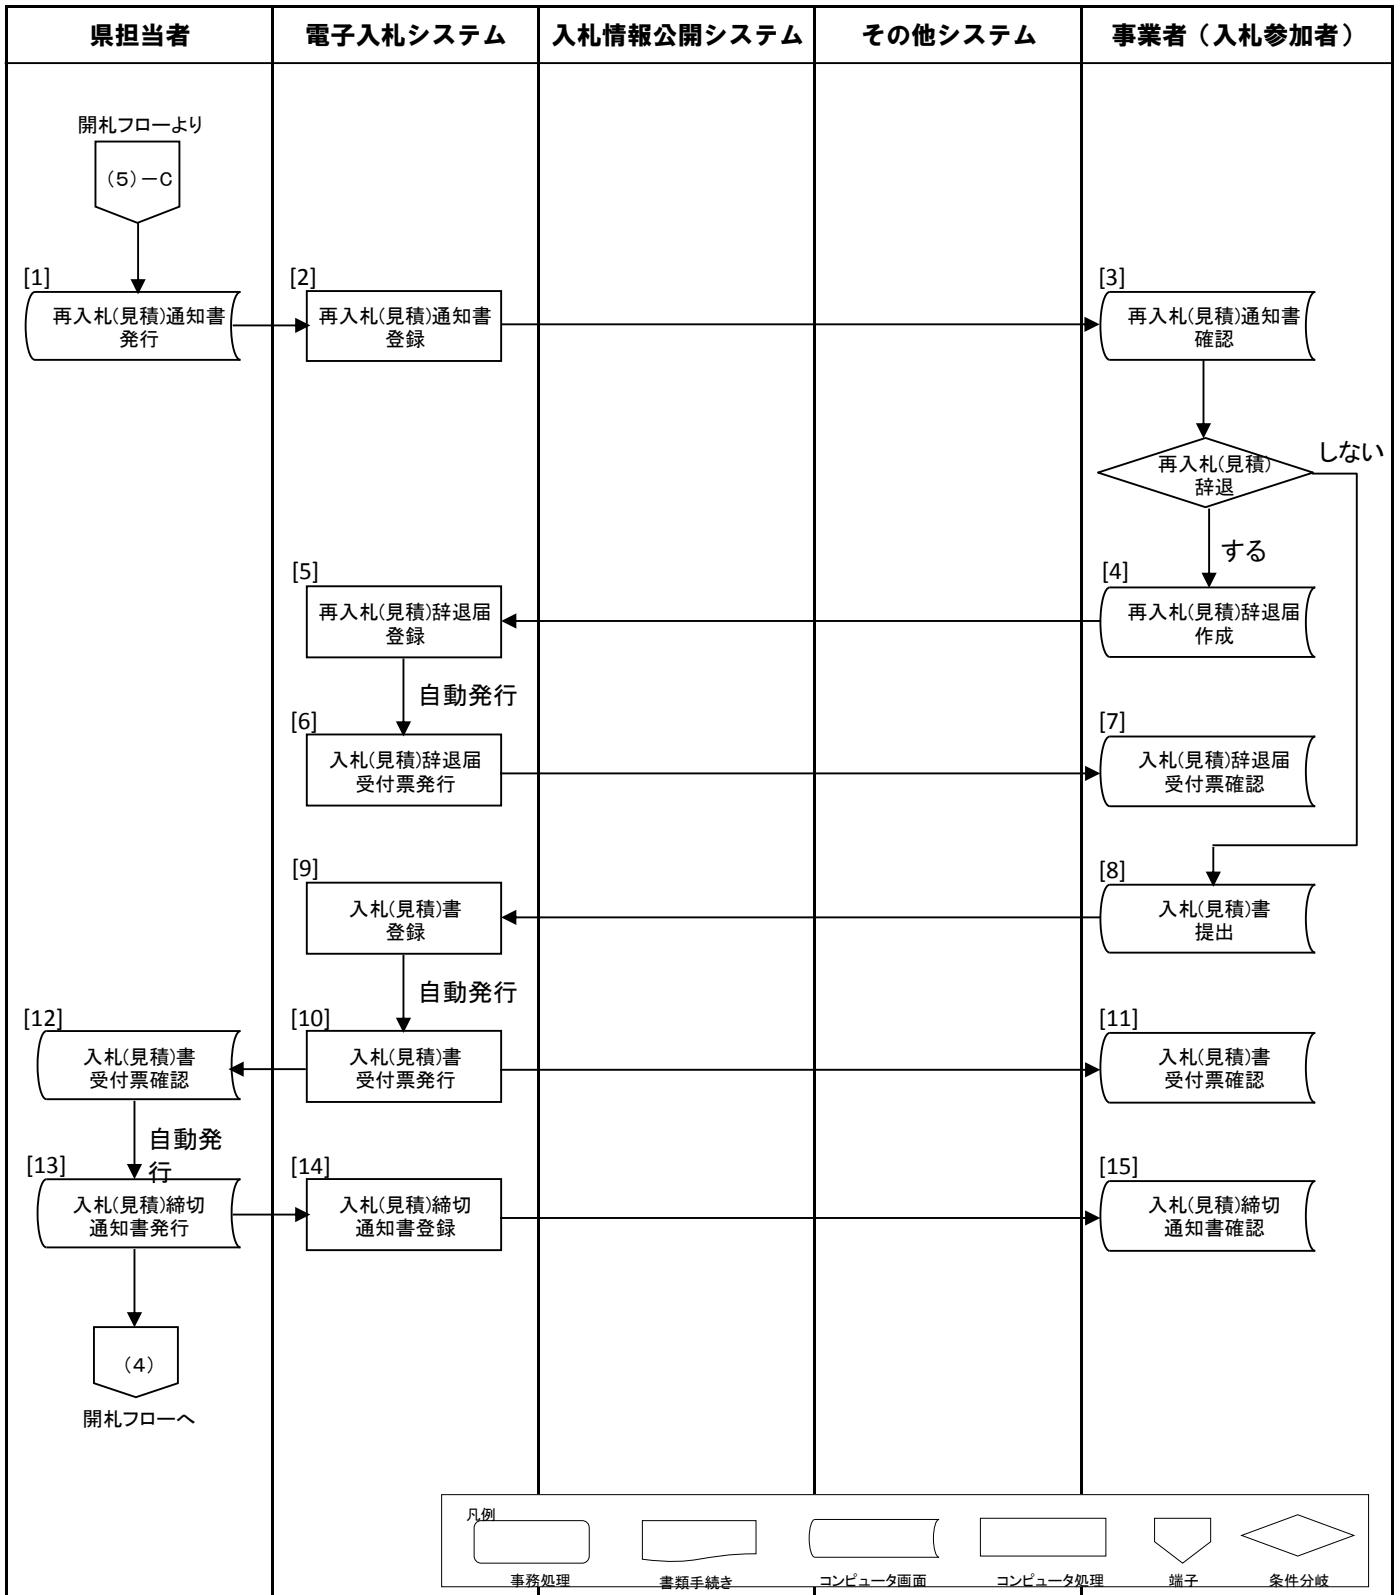 県担当者
電子入札システム
入札情報公開システム
その他システム
事業者（入札参加者）
開札フローより
（5）－C
[1]
再入札(見積)通知書
発行
[2]
再入札(見積)通知書
登録
[3]
再入札(見積)通知書
確認
再入札(見積)
辞退
しない
する
[4]
再入札(見積)辞退届
作成
[5]
再入札(見積)辞退届
登録
自動発行
[6]
入札(見積)辞退届
受付票発行
[7]
入札(見積)辞退届
受付票確認
[8]
入札(見積)書
提出
[9]
入札(見積)書
登録
自動発行
[10]
入札(見積)書
受付票発行
[11]
入札(見積)書
受付票確認
[12]
入札(見積)書
受付票確認
自動発
行
[13]
入札(見積)締切
通知書発行
[14]
入札(見積)締切
通知書登録
[15]
入札(見積)締切
通知書確認
（4）
開札フローへ
凡例
事務処理
書類手続き
コンピュータ画面
コンピュータ処理
端子
条件分岐